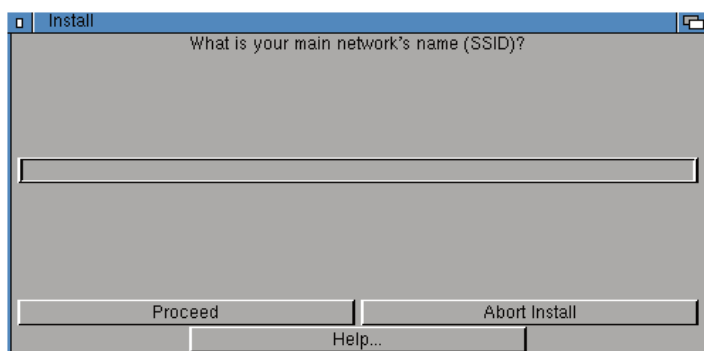 Install
What is your main network's name (SSID)?
Proceed
Abort Install
Help...